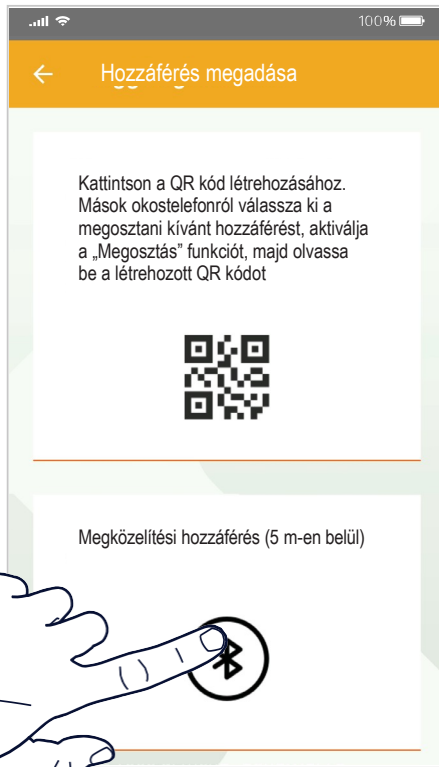 100%
Hozzáférés megadása
Kattintson a QR kód létrehozásához.
Mások okostelefonról válassza ki a
megosztani kívánt hozzáférést, aktiválja
a „Megosztás” funkciót, majd olvassa
be a létrehozott QR kódot
Megközelítési hozzáférés (5 m-en belül)